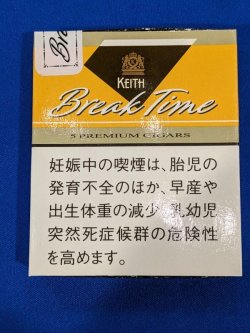 Bre
KEITH
Break Time
5 PREMIUM CIGARS
妊娠中の喫煙は、胎児の
発育不全のほか、早産や
出生体重の減少、乳幼児
突然死症候群の危険性
を高めます。